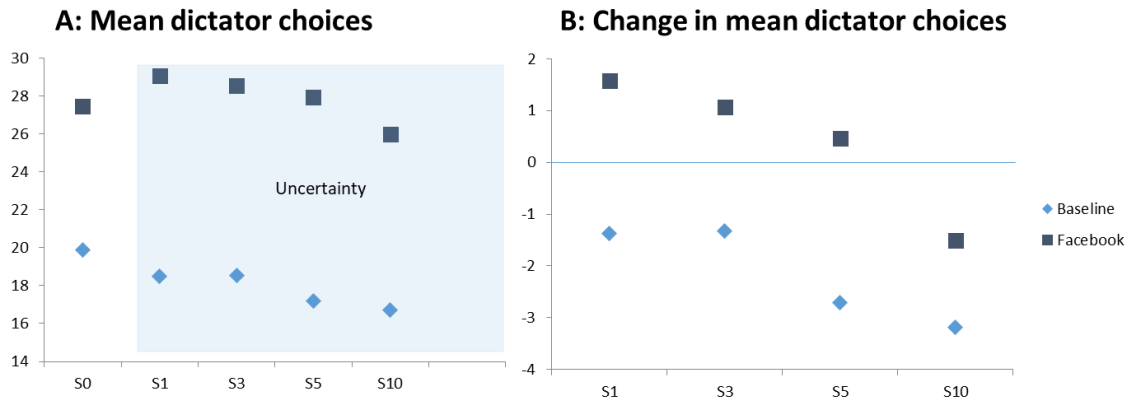 A: Mean dictator choices
30
28
26
24
22
20
18
16
14
Uncertainty
S0 S1 S3 S5 S10
B: Change in mean dictator choices
2
1
0
-1
-2
-3
-4
S1 S3 S5 S10
Baseline
Facebook